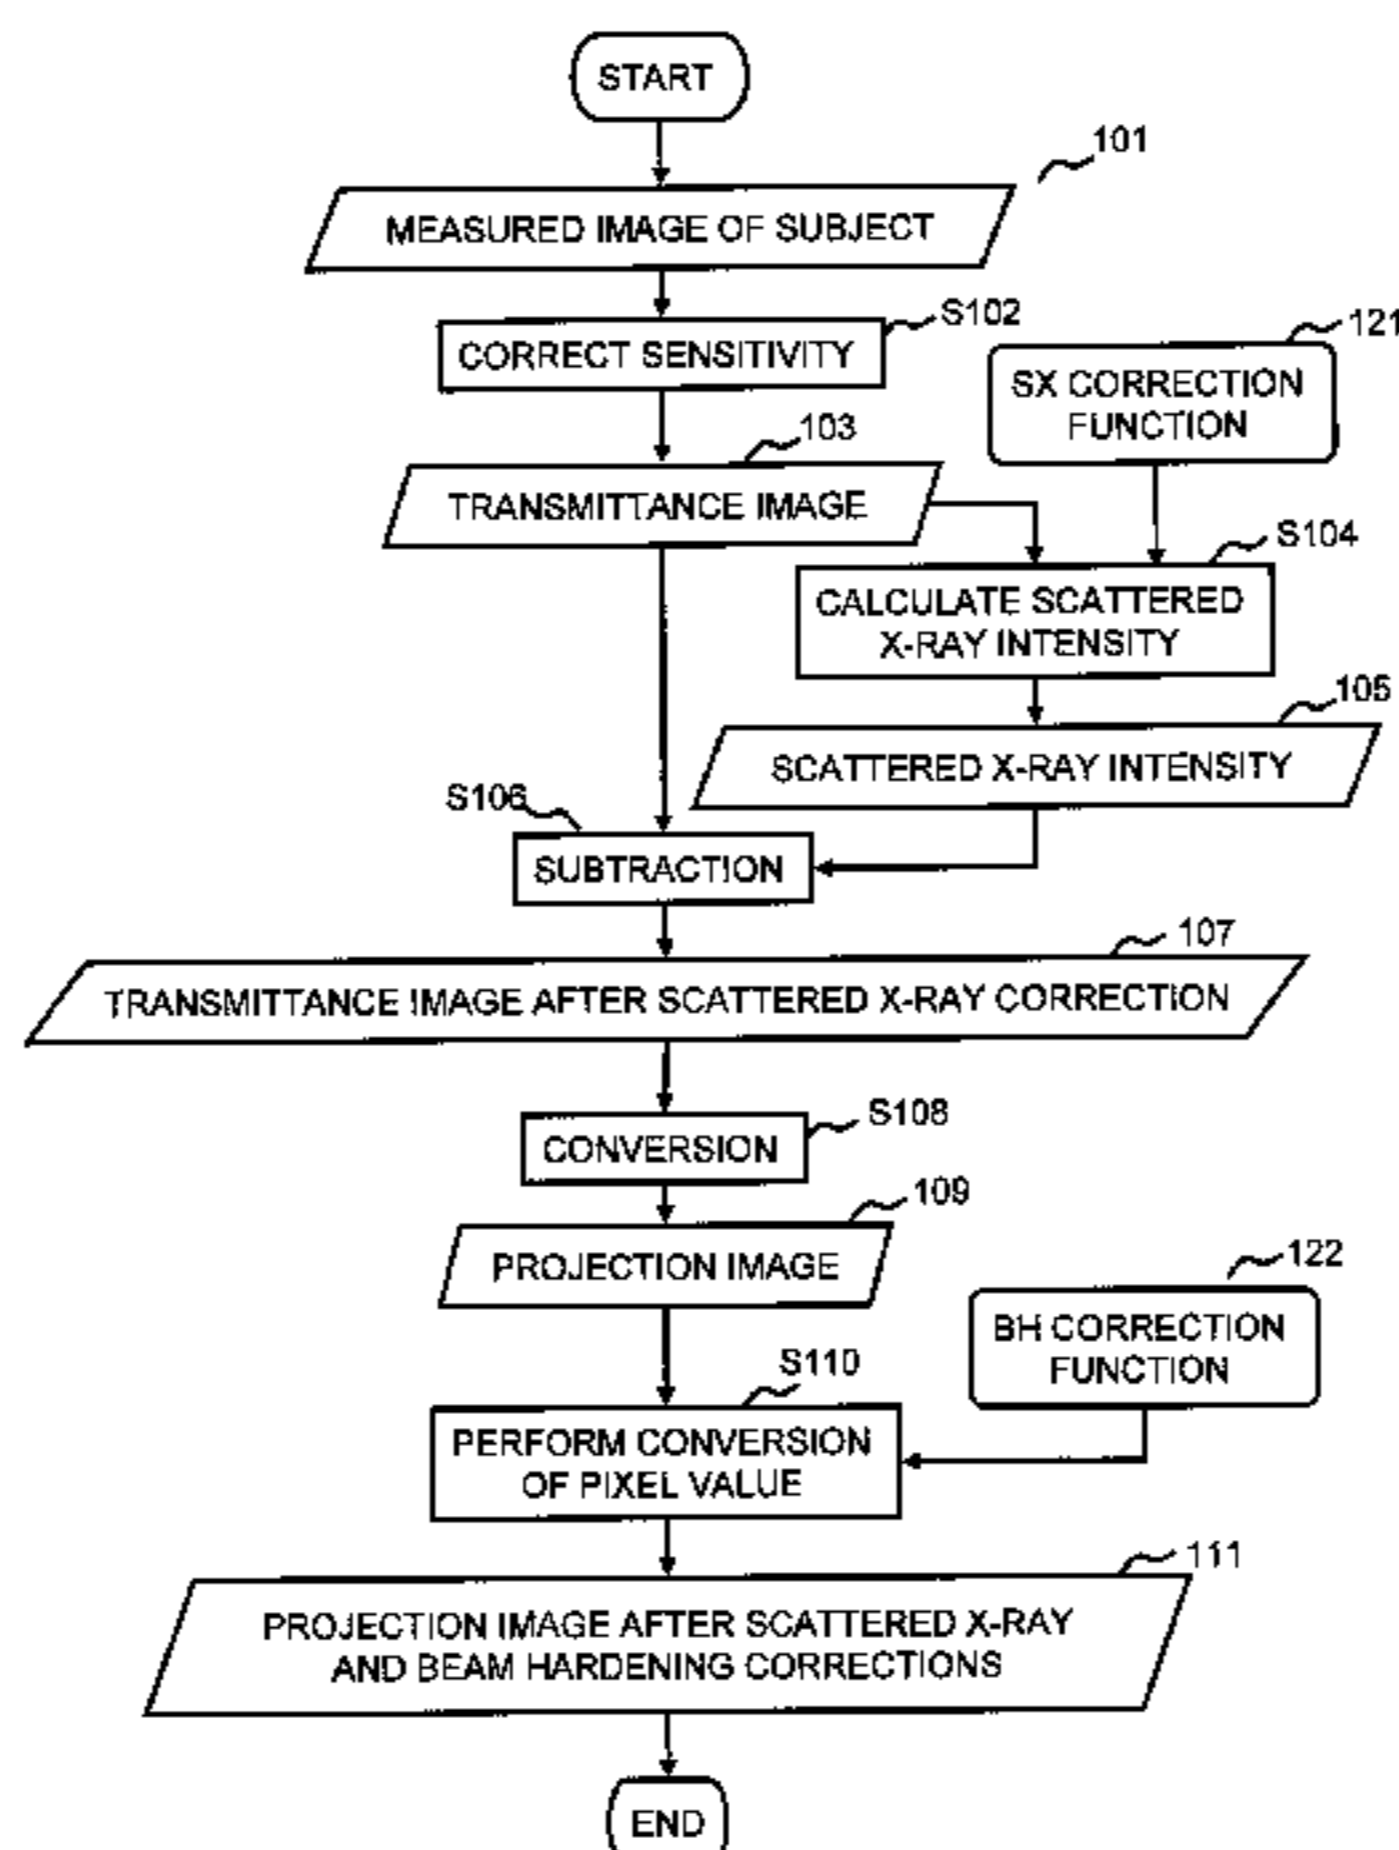 START
101
MEASURED IMAGE OF SUBJECT
S102
CORRECT SENSITIVITY
121
SX CORRECTION
FUNCTION
103
TRANSMITTANCE IMAGE
S104
CALCULATE SCATTERED
X-RAY INTENSITY
105
SCATTERED X-RAY INTENSITY
S106
SUBTRACTION
107
TRANSMITTANCE IMAGE AFTER SCATTERED X-RAY CORRECTION
S108
CONVERSION
109
PROJECTION IMAGE
122
BH CORRECTION
FUNCTION
S110
PERFORM CONVERSION
OF PIXEL VALUE
111
PROJECTION IMAGE AFTER SCATTERED X-RAY
AND BEAM HARDENING CORRECTIONS
END